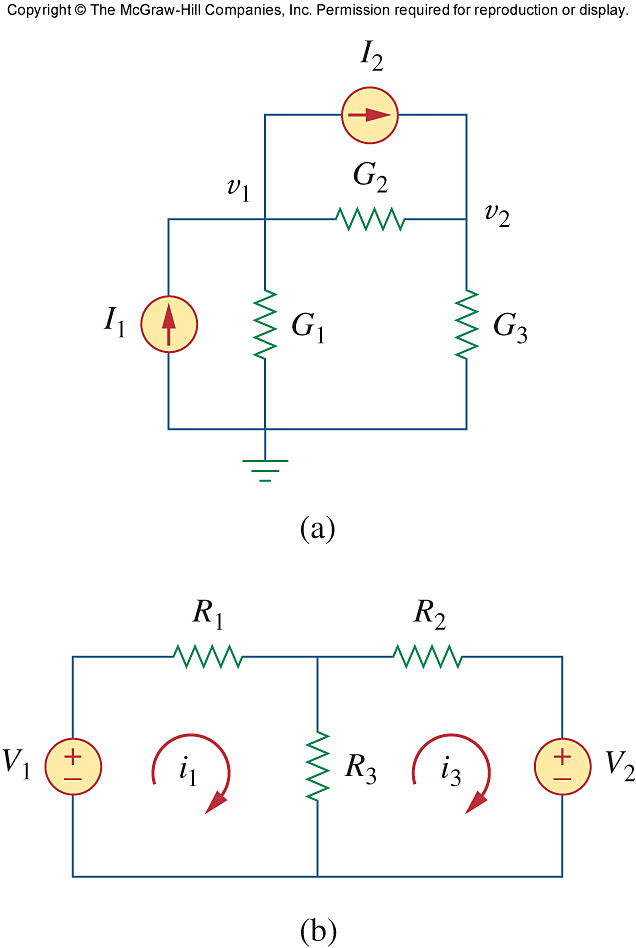 Copyright © The McGraw-Hill Companies, Inc. Permission required for reproduction or display.
I₂
G₂
v₁
v₂
I₁
G₁
G₃
(a)
R₁
R₂
V₁
+
−
i₁
R₃
i₃
+
−
V₂
(b)